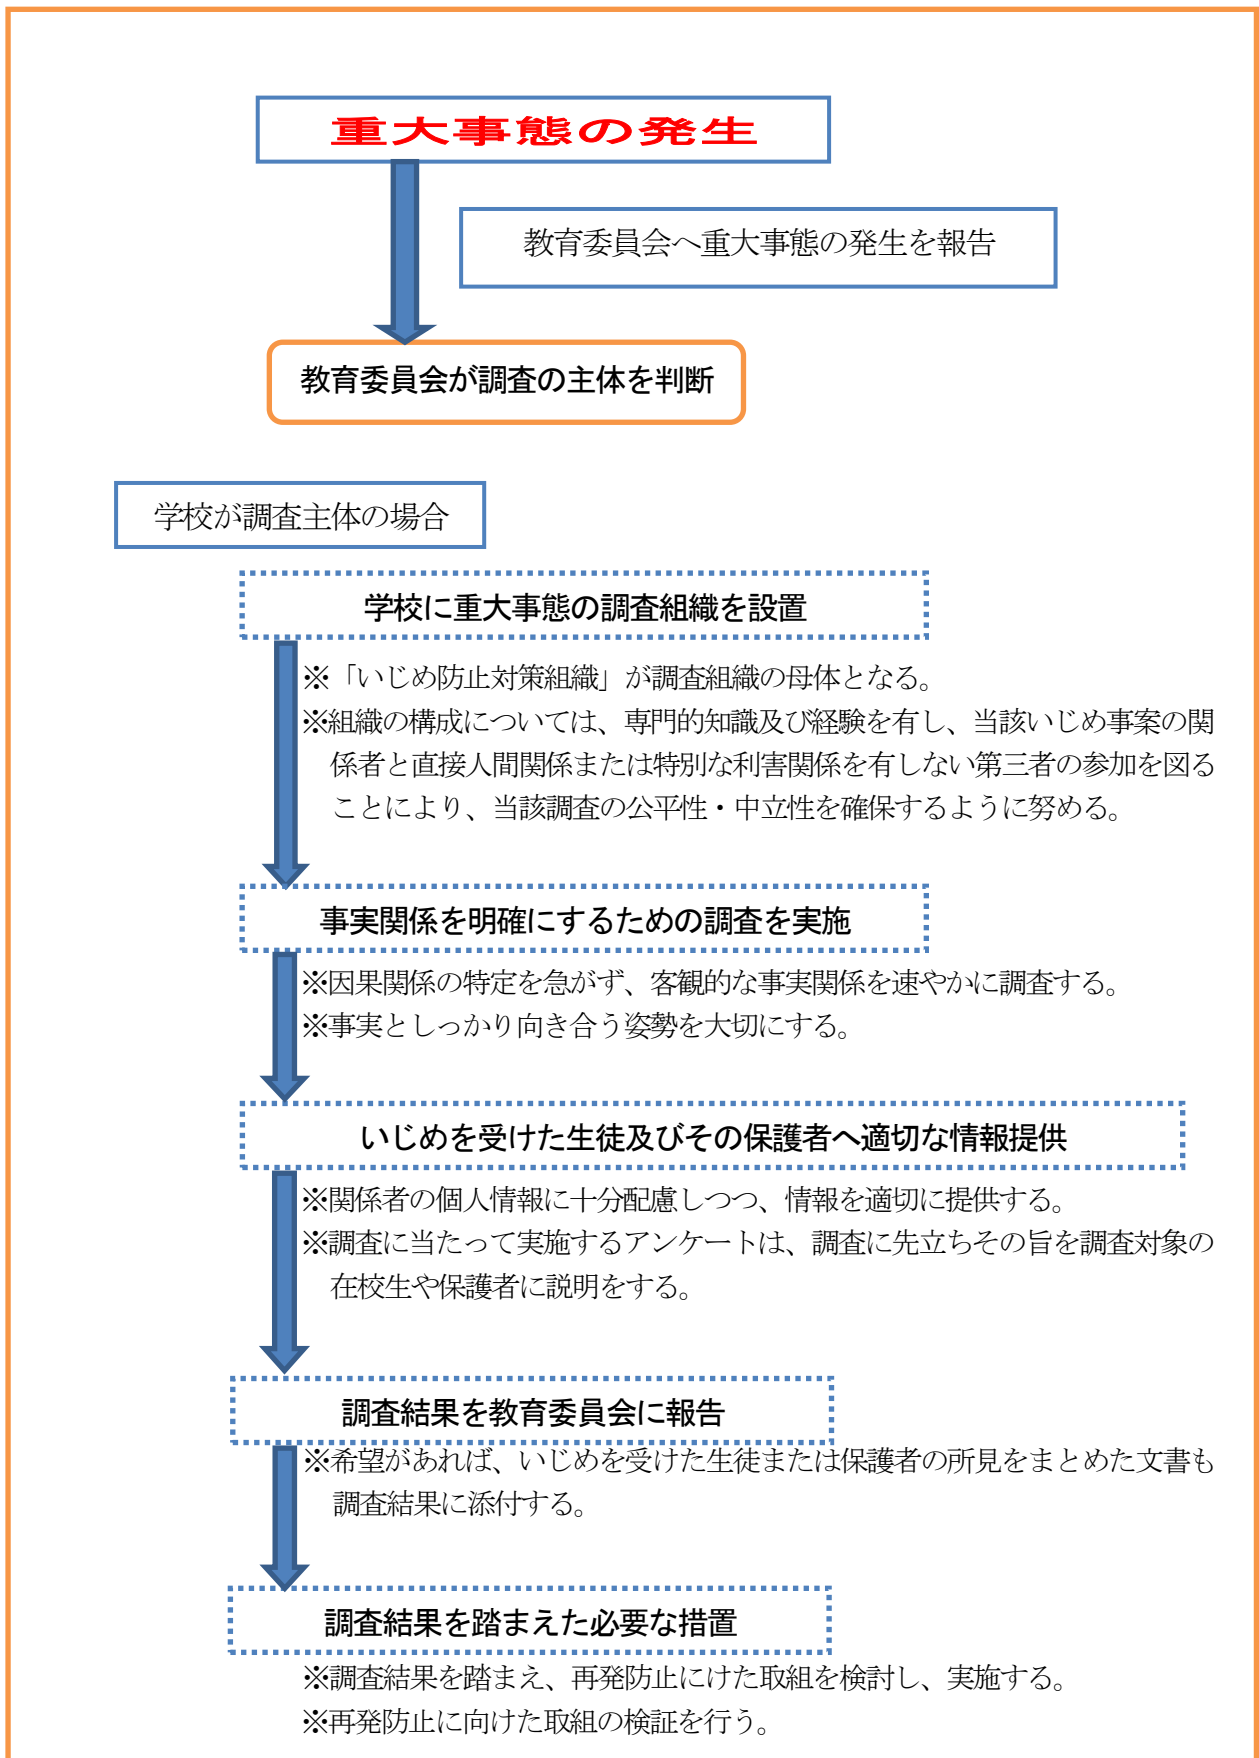 重大事態の発生
教育委員会へ重大事態の発生を報告
教育委員会が調査の主体を判断
学校が調査主体の場合
学校に重大事態の調査組織を設置
※「いじめ防止対策組織」が調査組織の母体となる。
※組織の構成については、専門的知識及び経験を有し、当該いじめ事案の関
係者と直接人間関係または特別な利害関係を有しない第三者の参加を図る
ことにより、当該調査の公平性・中立性を確保するように努める。
事実関係を明確にするための調査を実施
※因果関係の特定を急がず、客観的な事実関係を速やかに調査する。
※事実としっかり向き合う姿勢を大切にする。
いじめを受けた生徒及びその保護者へ適切な情報提供
※関係者の個人情報に十分配慮しつつ、情報を適切に提供する。
※調査に当たって実施するアンケートは、調査に先立ちその旨を調査対象の
在校生や保護者に説明をする。
調査結果を教育委員会に報告
※希望があれば、いじめを受けた生徒または保護者の所見をまとめた文書も
調査結果に添付する。
調査結果を踏まえた必要な措置
※調査結果を踏まえ、再発防止にけた取組を検討し、実施する。
※再発防止に向けた取組の検証を行う。